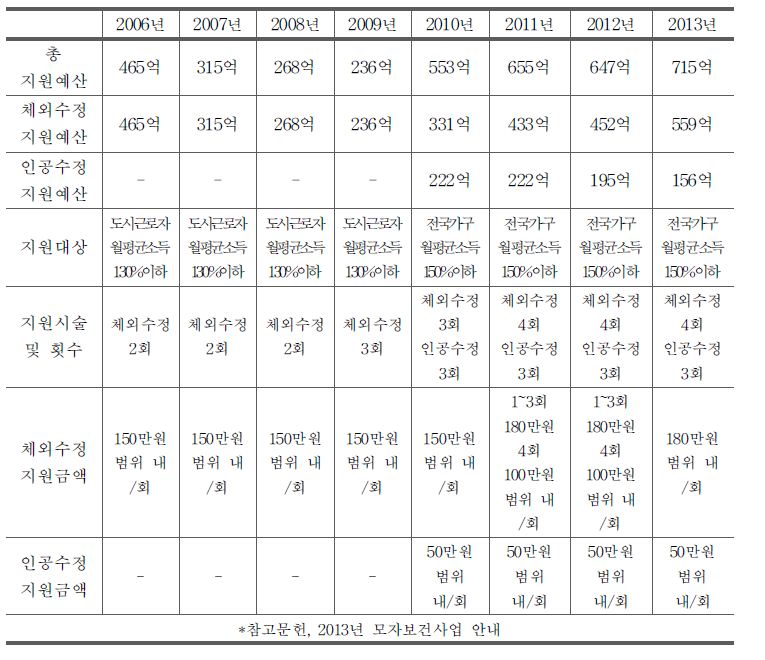 2006년 2007년 2008년 2009년 2010년 2011년 2012년 2013년
총 지원예산 465억 315억 268억 236억 553억 655억 647억 715억
체외수정 지원예산 465억 315억 268억 236억 331억 433억 452억 559억
인공수정 지원예산 - - - - 222억 222억 195억 156억
지원대상
도시근로자 도시근로자 도시근로자 도시근로자 전국가구 전국가구 전국가구 전국가구
월평균소득 월평균소득 월평균소득 월평균소득 월평균소득 월평균소득 월평균소득 월평균소득
130%이하 130%이하 130%이하 130%이하 150%이하 150%이하 150%이하 150%이하
지원시술 및 횟수
체외수정 2회
체외수정 2회
체외수정 2회
체외수정 3회
체외수정 3회 인공수정 3회
체외수정 4회 인공수정 3회
체외수정 4회 인공수정 3회
체외수정 4회 인공수정 3회
체외수정 지원금액
150만원 범위 내 /회
150만원 범위 내 /회
150만원 범위 내 /회
150만원 범위 내 /회
150만원 범위 내 /회
1~3회 180만원 4회 100만원 범위 내 /회
1~3회 180만원 4회 100만원 범위 내 /회
180만원 범위 내 /회
인공수정 지원금액
- - - -
50만원 범위 내/회
50만원 범위 내/회
50만원 범위 내/회
50만원 범위 내/회
*참고문헌, 2013년 모자보건사업 안내